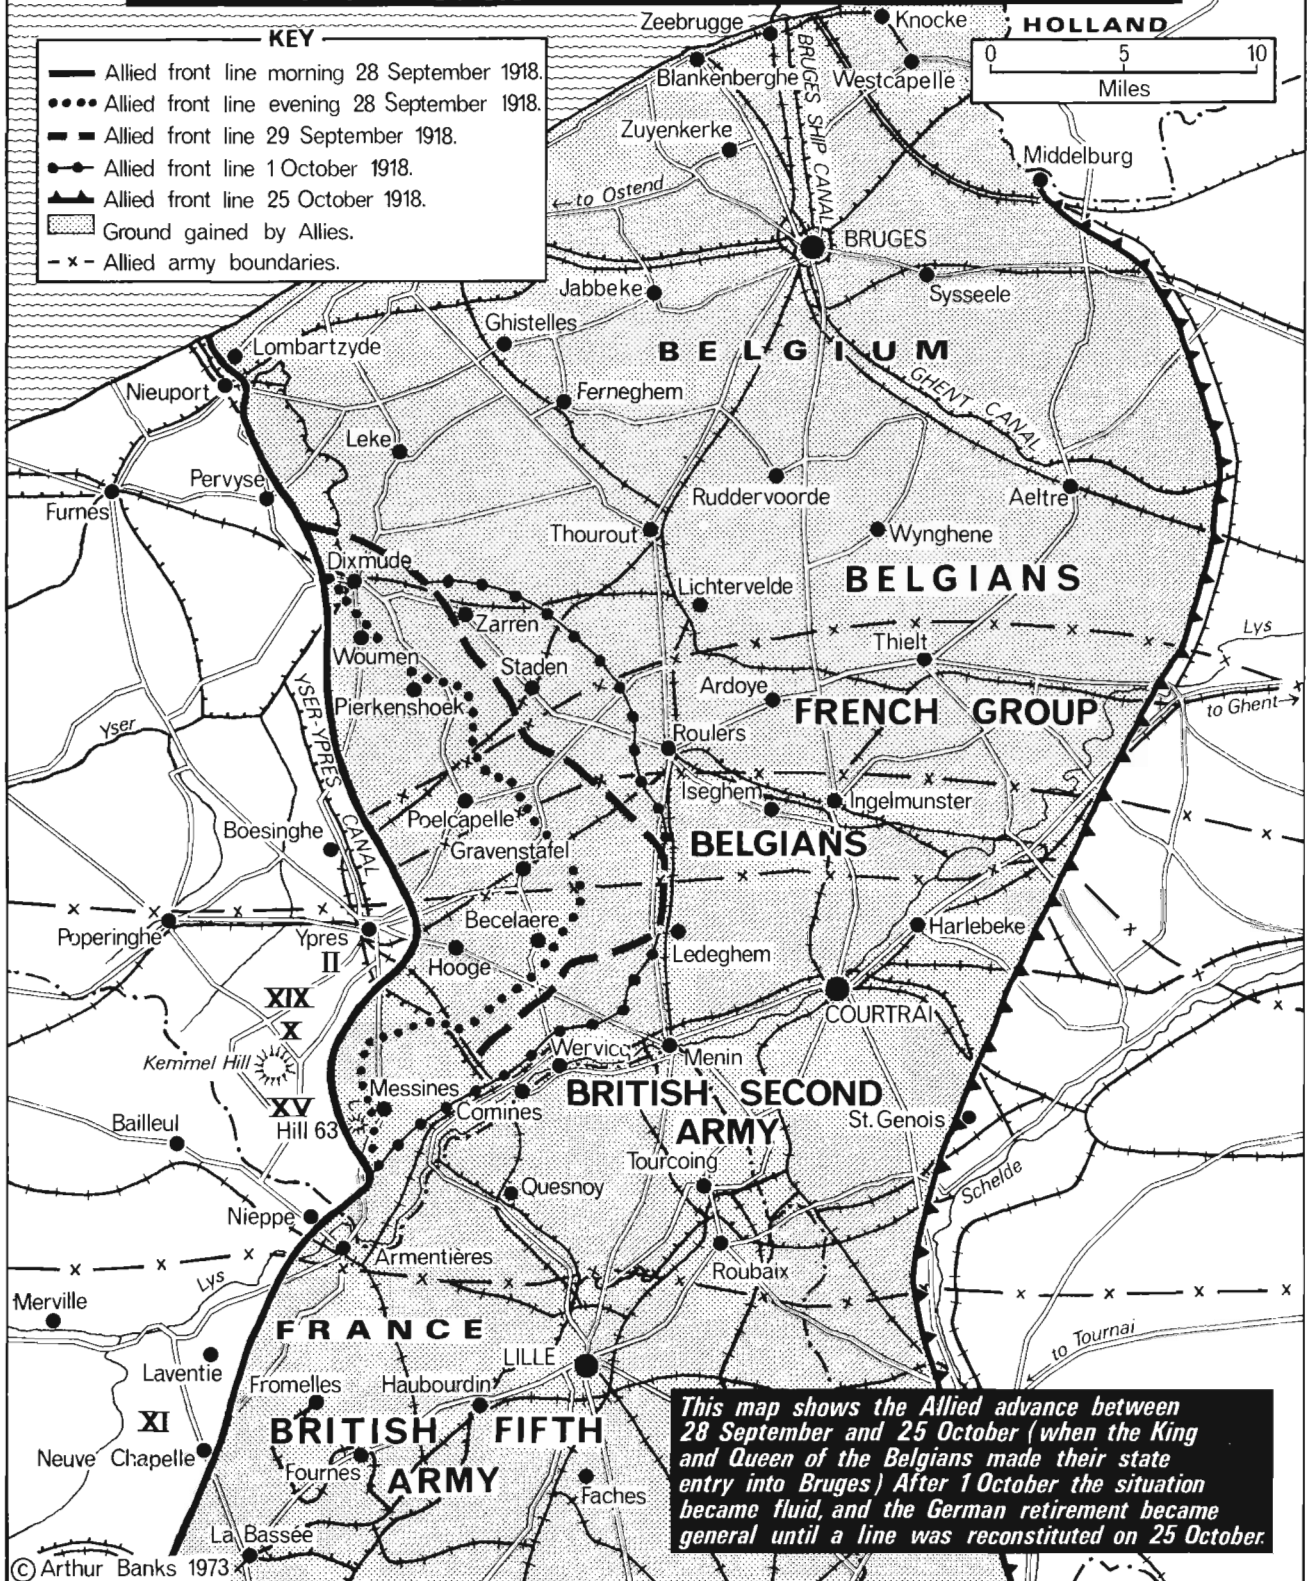 KEY
Allied front line morning 28 September 1918.
Allied front line evening 28 September 1918.
Allied front line 29 September 1918.
Allied front line 1 October 1918.
Allied front line 25 October 1918.
Ground gained by Allies.
- x - Allied army boundaries.
Zeebrugge
Knocke
HOLLAND
0 5 10
Miles
Blankenberghe
Westcapelle
BRUGES SHIP CANAL
Zuyenkerke
Middelburg
←to Ostend
BRUGES
Jabbeke
Sysseele
Ghistelles
Lombartzyde
BELGIUM
Nieuport
Ferneghem
GHENT CANAL
Leke
Pervyse
Ruddervoorde
Aeltre
Furnes
Thourout
Wynghene
Dixmude
BELGIANS
Lichtervelde
Zarren
Thielt
Lys
Woumen
Staden
Ardoye
Pierkenshoek
FRENCH GROUP
to Ghent→
YSER-YPRES CANAL
Yser
Roulers
Iseghem
Ingelmunster
Poelcapelle
Boesinghe
BELGIANS
Gravenstafel
Becelaere
Harlebeke
Poperinghe
Ypres
Ledeghem
II
Hooge
XIX
COURTRAI
X
Kemmel Hill
Wervicq
Menin
Messines
BRITISH SECOND
ARMY
XV
Comines
St. Genois
Bailleul
Hill 63
Tourcoing
Schelde
Quesnoy
Nieppe
Armentières
Roubaix
Lys
Merville
FRANCE
to Tournai
LILLE
Laventie
Fromelles
Haubourdin
XI
BRITISH FIFTH
ARMY
Neuve Chapelle
Fournes
Faches
La Bassée
This map shows the Allied advance between
28 September and 25 October (when the King
and Queen of the Belgians made their state
entry into Bruges) After 1 October the situation
became fluid, and the German retirement became
general until a line was reconstituted on 25 October.
© Arthur Banks 1973